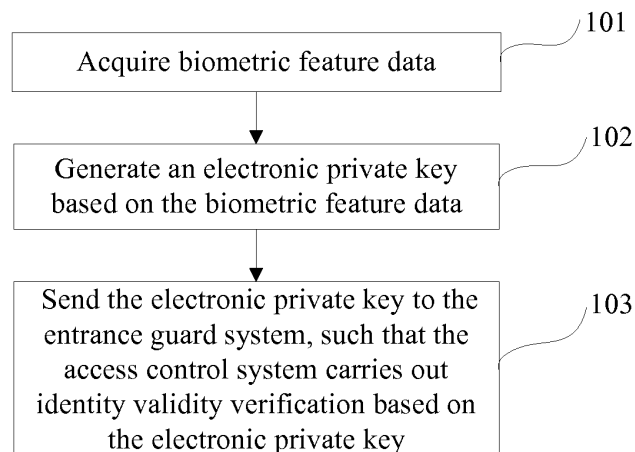 101
Acquire biometric feature data
102
Generate an electronic private key
based on the biometric feature data
103
Send the electronic private key to the
entrance guard system, such that the
access control system carries out
identity validity verification based on
the electronic private key